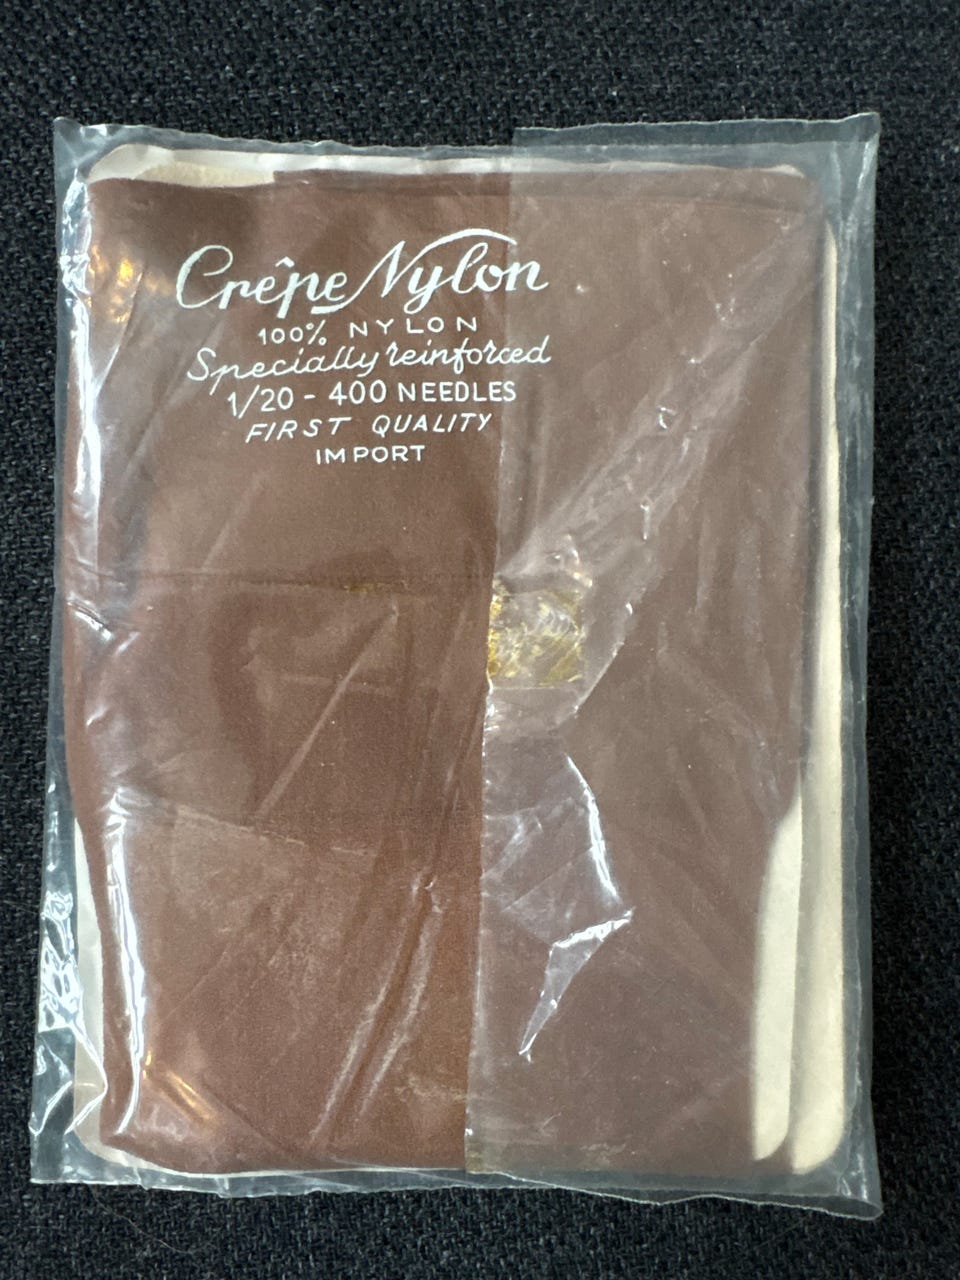 Crêpe Nylon
100% NYLON
Specially reinforced
1/20 - 400 NEEDLES
FIRST QUALITY
IMPORT